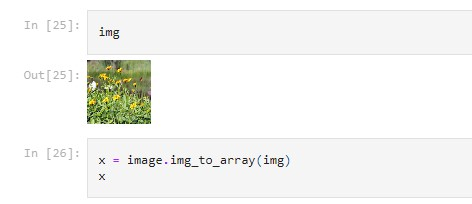 In [25]:
img
Out[25]:
In [26]:
x = image.img_to_array(img)
x